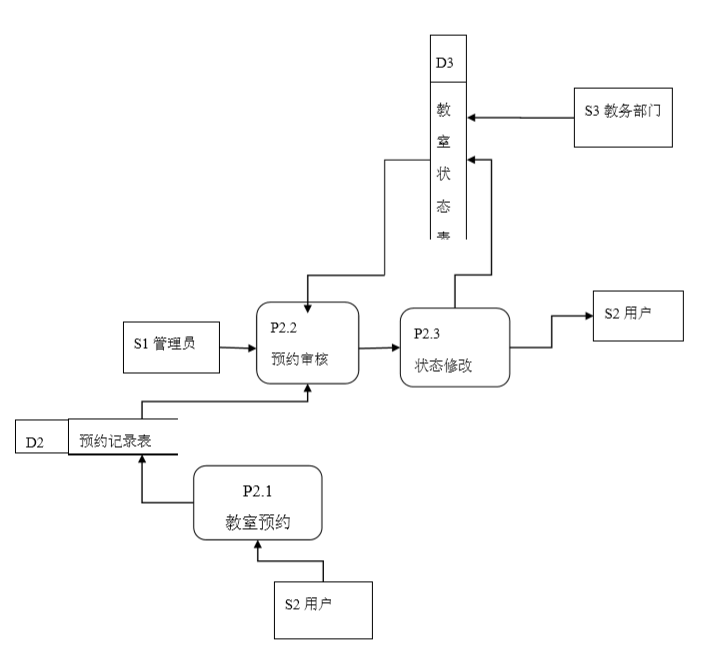 D3
教
室
状
态
表
S3 教务部门
P2.2
预约审核
P2.3
状态修改
S2 用户
S1 管理员
D2
预约记录表
P2.1
教室预约
S2 用户